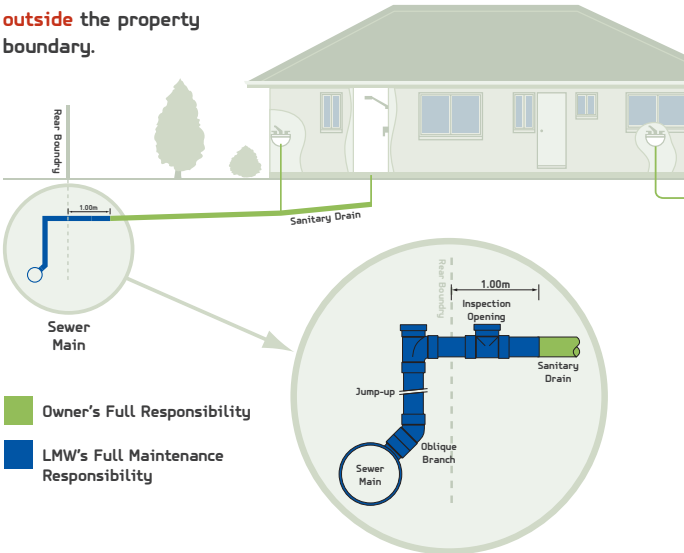 outside the property
boundary.
Rear Boundry
1.00m
Sanitary Drain
Sewer
Main
Rear Boundry
1.00m
Inspection
Opening
Sanitary
Drain
Jump-up
Oblique
Branch
Sewer
Main
Owner's Full Responsibility
LMW's Full Maintenance
Responsibility